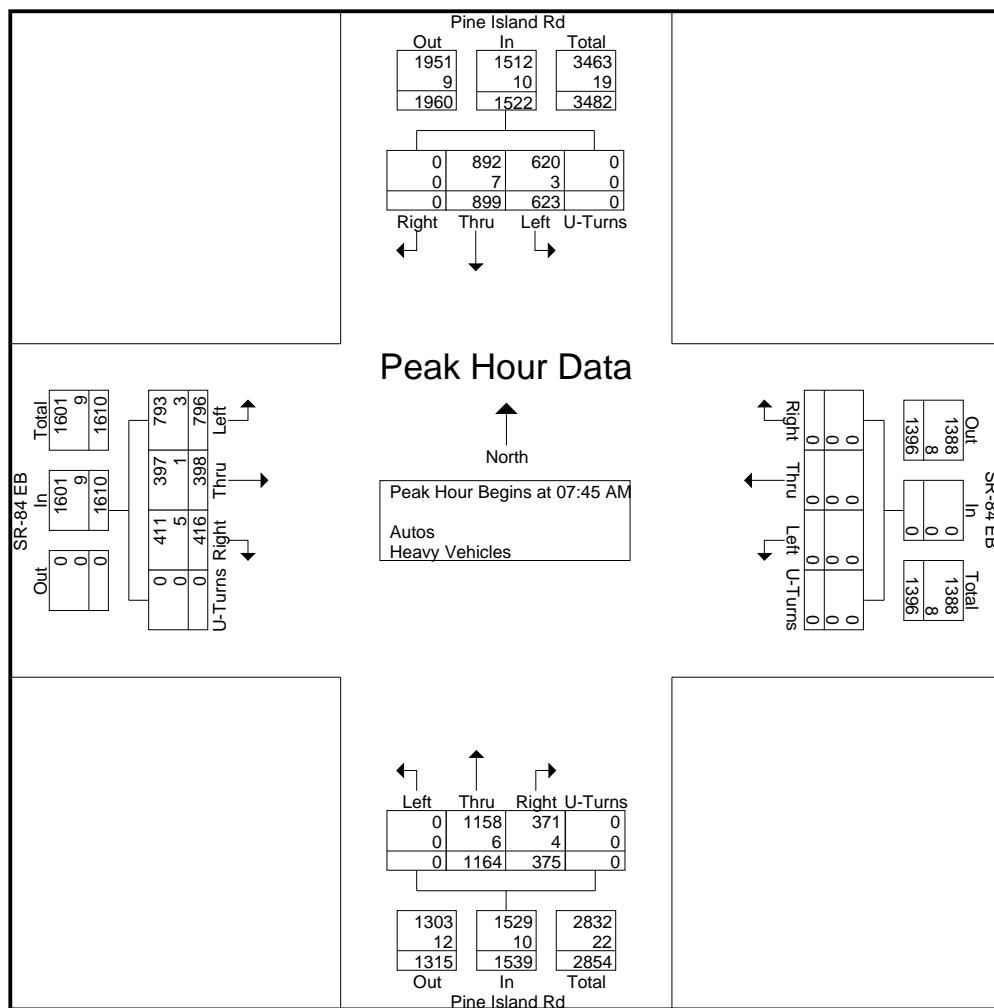 Pine Island Rd
Out In Total
1951 1512 3463
9 10 19
1960 1522 3482
0 892 620 0
0 7 3 0
0 899 623 0
Right Thru Left U-Turns
Peak Hour Data
North
Peak Hour Begins at 07:45 AM
Autos
Heavy Vehicles
SR-84 EB
Total In Out
1601 1601 0
9 9 0
1610 1610 0
793 397 411 0
3 1 5 0
796 398 416 0
Left Thru Right U-Turns
Right Thru Left U-Turns
0 0 0 0
0 0 0 0
0 0 0 0
Out In Total
1388 0 1388
8 0 8
1396 0 1396
SR-84 EB
Left Thru Right U-Turns
0 1158 371 0
0 6 4 0
0 1164 375 0
1303 1529 2832
12 10 22
1315 1539 2854
Out In Total
Pine Island Rd